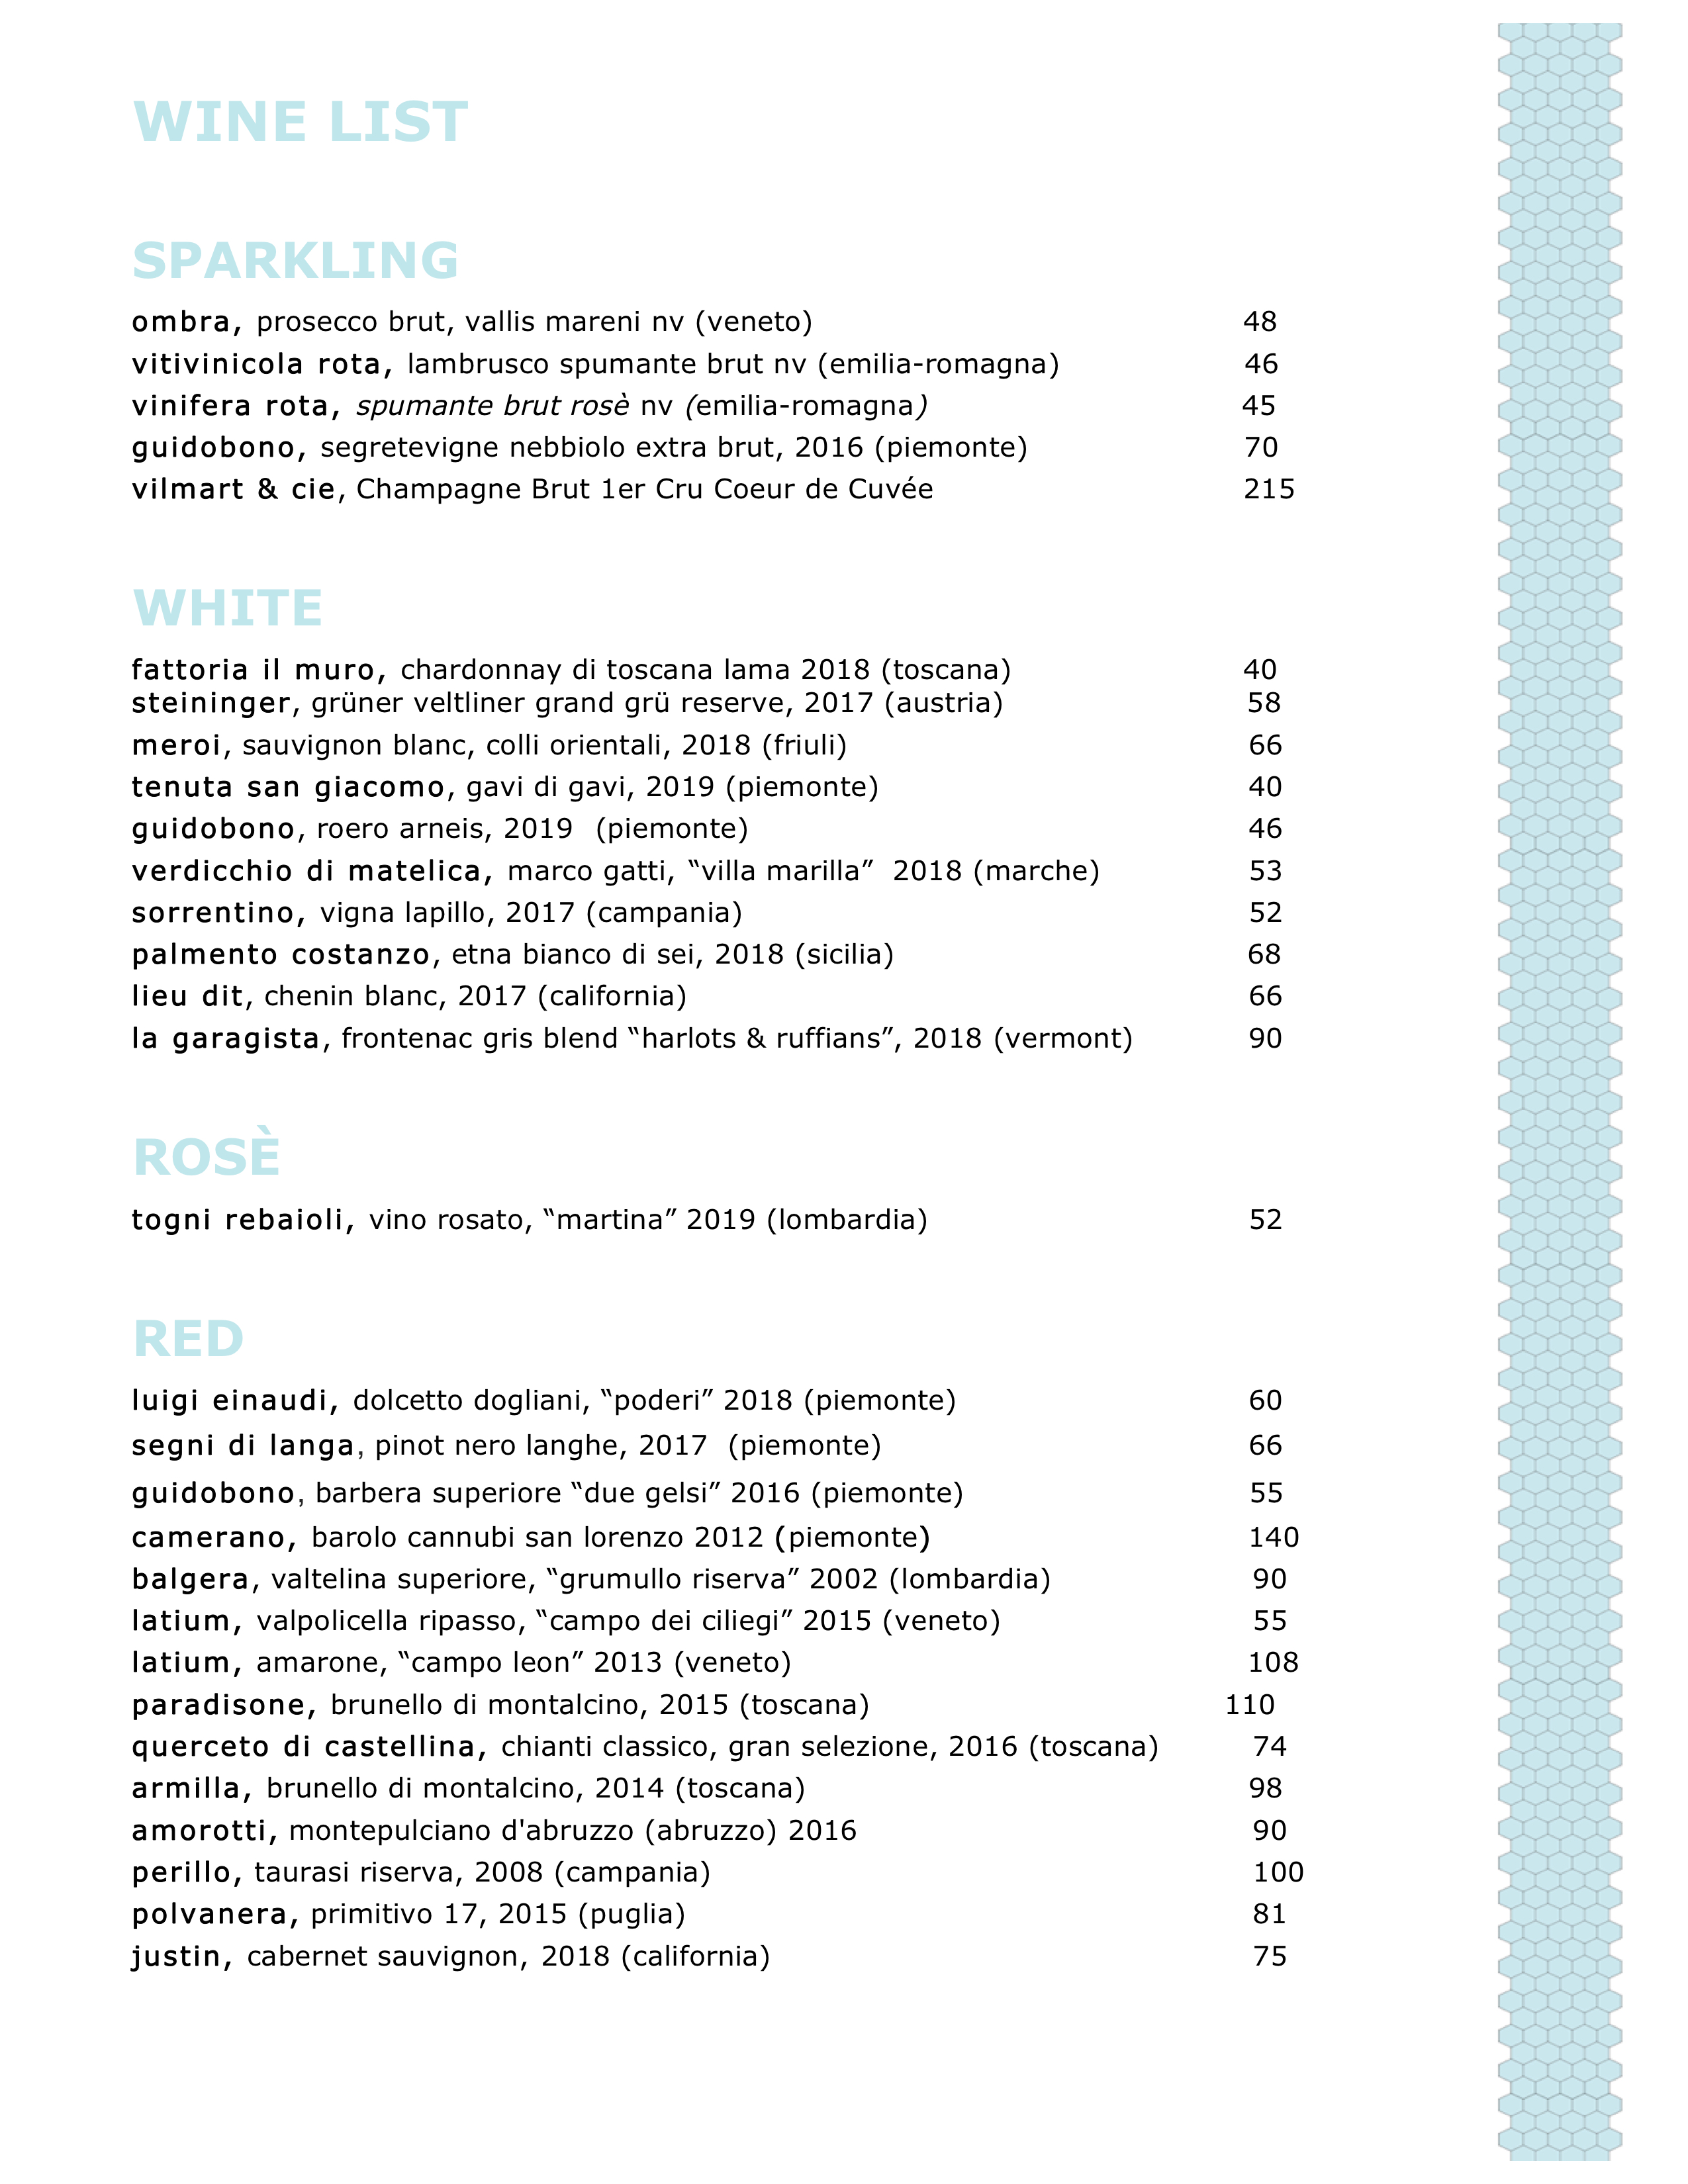 WINE LIST
SPARKLING
ombra, prosecco brut, vallis mareni nv (veneto) 48
vitivinicola rota, lambrusco spumante brut nv (emilia-romagna) 46
vinifera rota, spumante brut rosè nv (emilia-romagna) 45
guidobono, segretevigne nebbiolo extra brut, 2016 (piemonte) 70
vilmart & cie, Champagne Brut 1er Cru Coeur de Cuvée 215
WHITE
fattoria il muro, chardonnay di toscana lama 2018 (toscana) 40
steininger, grüner veltliner grand grü reserve, 2017 (austria) 58
meroi, sauvignon blanc, colli orientali, 2018 (friuli) 66
tenuta san giacomo, gavi di gavi, 2019 (piemonte) 40
guidobono, roero arneis, 2019 (piemonte) 46
verdicchio di matelica, marco gatti, “villa marilla” 2018 (marche) 53
sorrentino, vigna lapillo, 2017 (campania) 52
palmento costanzo, etna bianco di sei, 2018 (sicilia) 68
lieu dit, chenin blanc, 2017 (california) 66
la garagista, frontenac gris blend “harlots & ruffians”, 2018 (vermont) 90
ROSÈ
togni rebaioli, vino rosato, “martina” 2019 (lombardia) 52
RED
luigi einaudi, dolcetto dogliani, “poderi” 2018 (piemonte) 60
segni di langa, pinot nero langhe, 2017 (piemonte) 66
guidobono, barbera superiore “due gelsi” 2016 (piemonte) 55
camerano, barolo cannubi san lorenzo 2012 (piemonte) 140
balgera, valtelina superiore, “grumullo riserva” 2002 (lombardia) 90
latium, valpolicella ripasso, “campo dei ciliegi” 2015 (veneto) 55
latium, amarone, “campo leon” 2013 (veneto) 108
paradisone, brunello di montalcino, 2015 (toscana) 110
querceto di castellina, chianti classico, gran selezione, 2016 (toscana) 74
armilla, brunello di montalcino, 2014 (toscana) 98
amorotti, montepulciano d'abruzzo (abruzzo) 2016 90
perillo, taurasi riserva, 2008 (campania) 100
polvanera, primitivo 17, 2015 (puglia) 81
justin, cabernet sauvignon, 2018 (california) 75